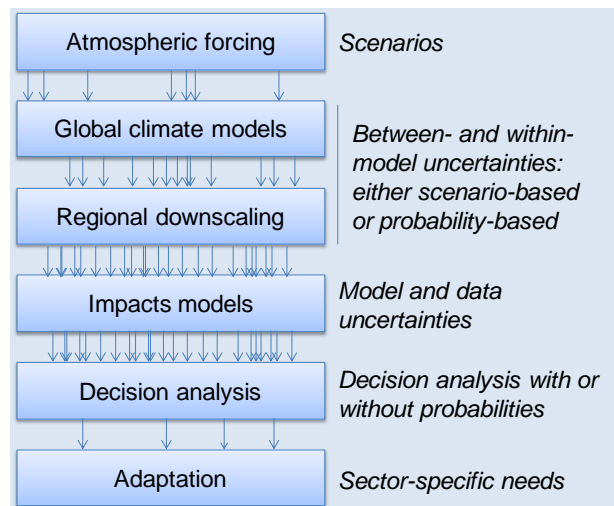 Atmospheric forcing
Scenarios
Global climate models
Between- and within-
model uncertainties:
either scenario-based
or probability-based
Regional downscaling
Impacts models
Model and data
uncertainties
Decision analysis
Decision analysis with or
without probabilities
Adaptation
Sector-specific needs